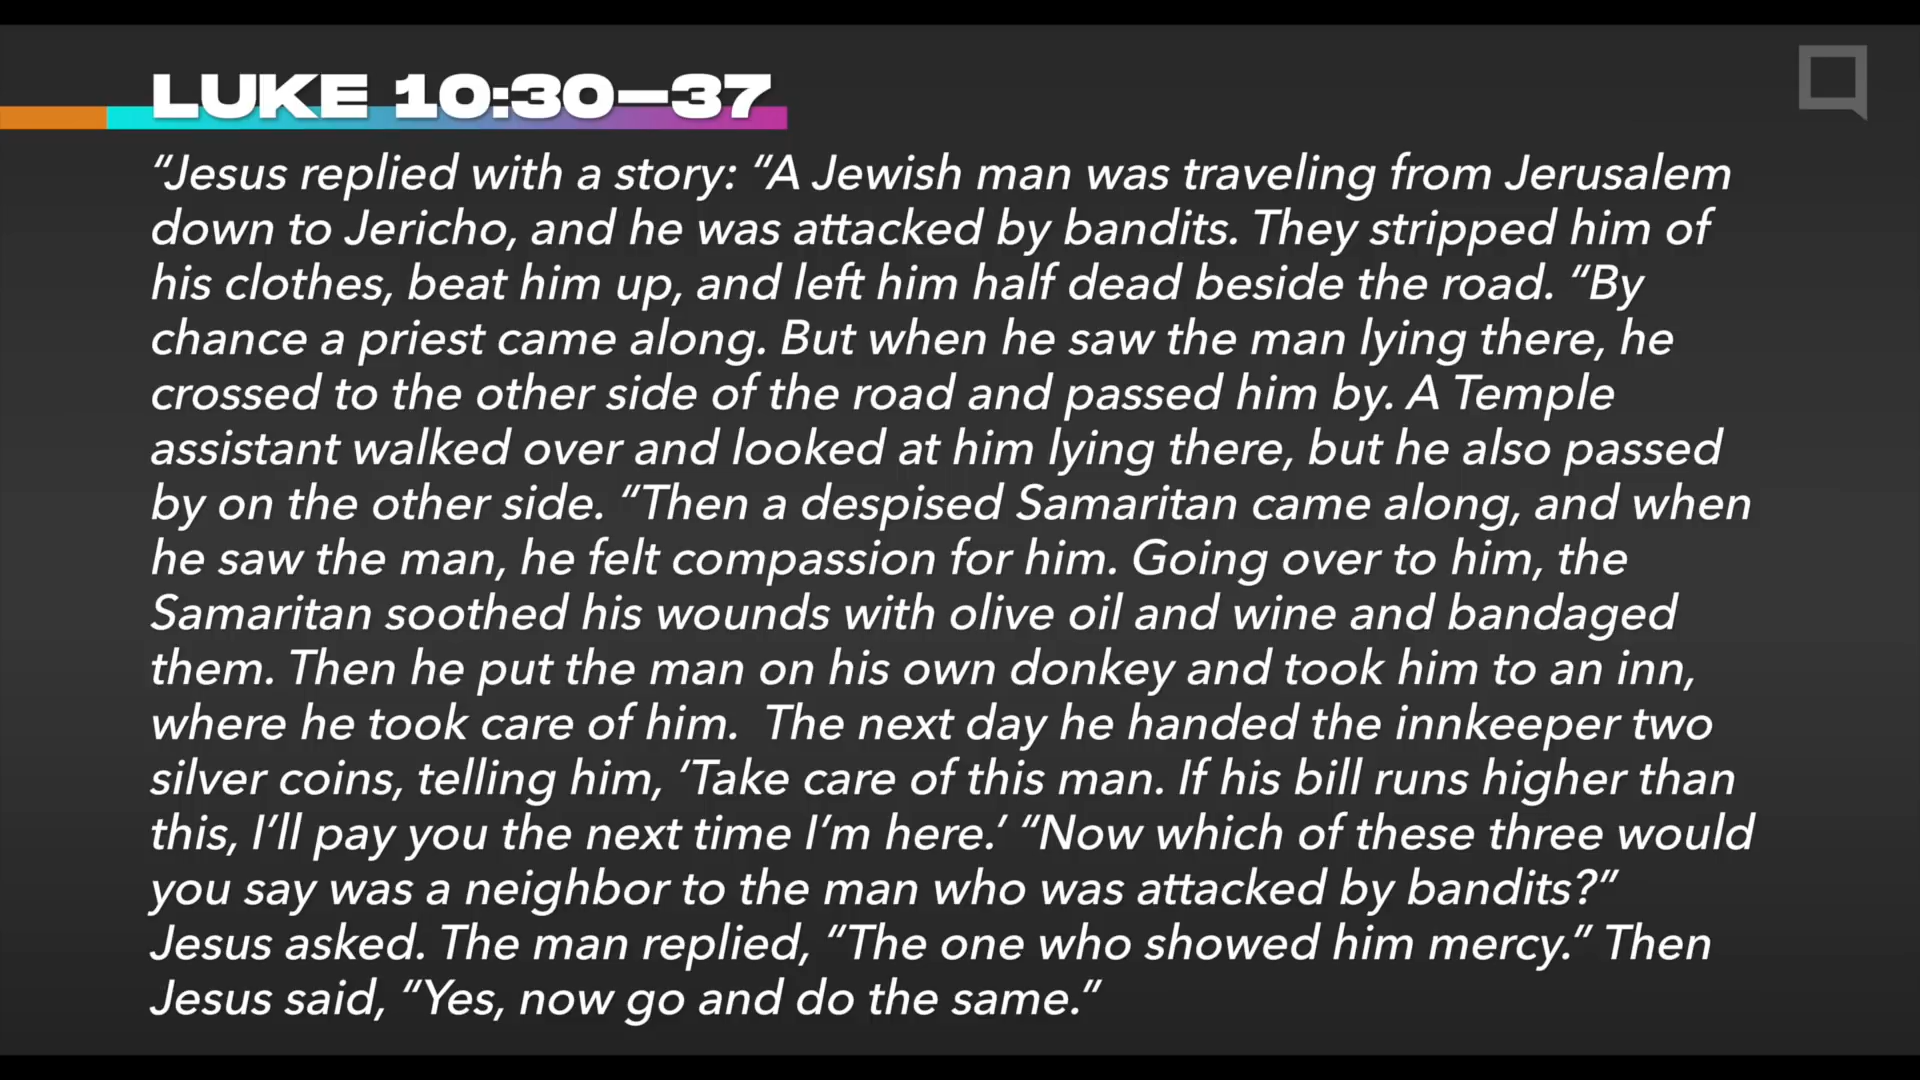 LUKE 10:30–37
“Jesus replied with a story: “A Jewish man was traveling from Jerusalem
down to Jericho, and he was attacked by bandits. They stripped him of
his clothes, beat him up, and left him half dead beside the road. “By
chance a priest came along. But when he saw the man lying there, he
crossed to the other side of the road and passed him by. A Temple
assistant walked over and looked at him lying there, but he also passed
by on the other side. “Then a despised Samaritan came along, and when
he saw the man, he felt compassion for him. Going over to him, the
Samaritan soothed his wounds with olive oil and wine and bandaged
them. Then he put the man on his own donkey and took him to an inn,
where he took care of him.  The next day he handed the innkeeper two
silver coins, telling him, ‘Take care of this man. If his bill runs higher than
this, I’ll pay you the next time I’m here.’ “Now which of these three would
you say was a neighbor to the man who was attacked by bandits?”
Jesus asked. The man replied, “The one who showed him mercy.” Then
Jesus said, “Yes, now go and do the same.”